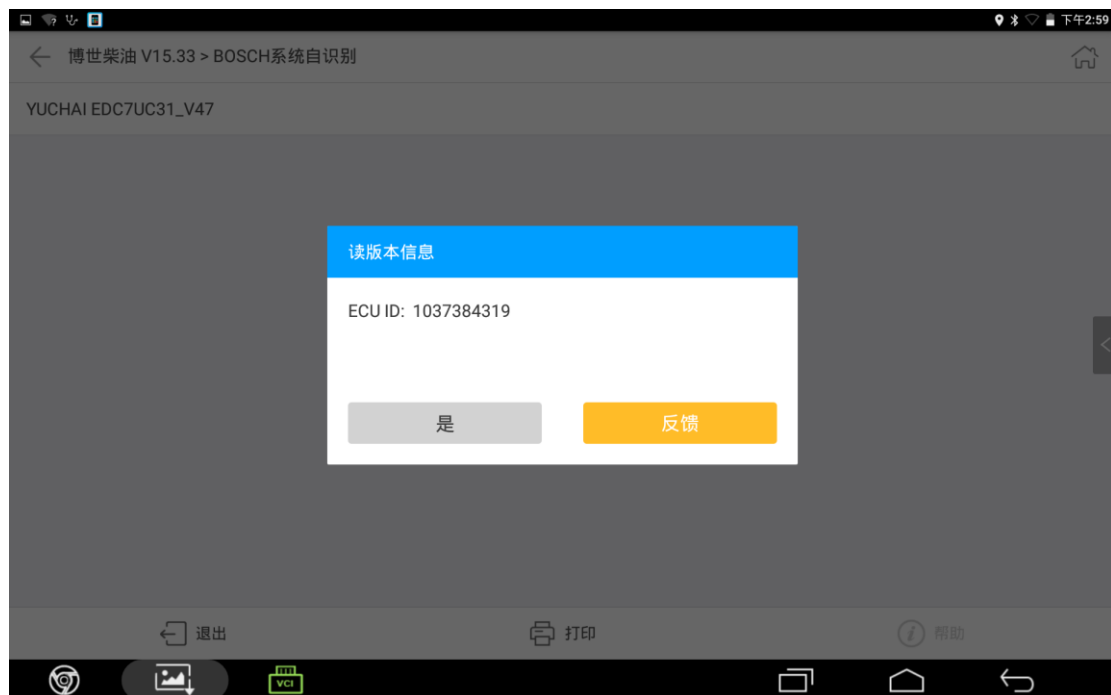 下午2:59
博世柴油 V15.33 > BOSCH系统自识别
YUCHAI EDC7UC31_V47
读版本信息
ECU ID: 1037384319
是
反馈
退出
打印
帮助
VCI